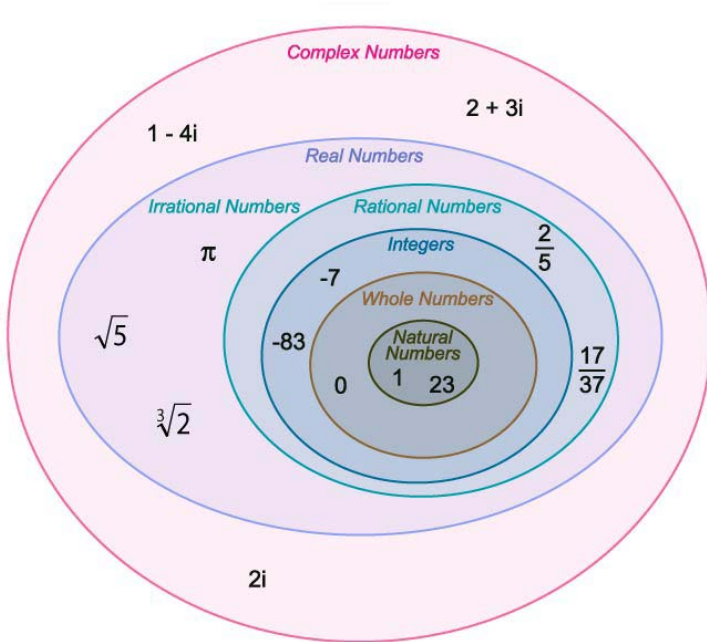 Complex Numbers
2 + 3i
1 - 4i
Real Numbers
Irrational Numbers
Rational Numbers
π
2
5
Integers
-7
Whole Numbers
√5
-83
Natural
Numbers
17
37
0
1
23
∛2
2i